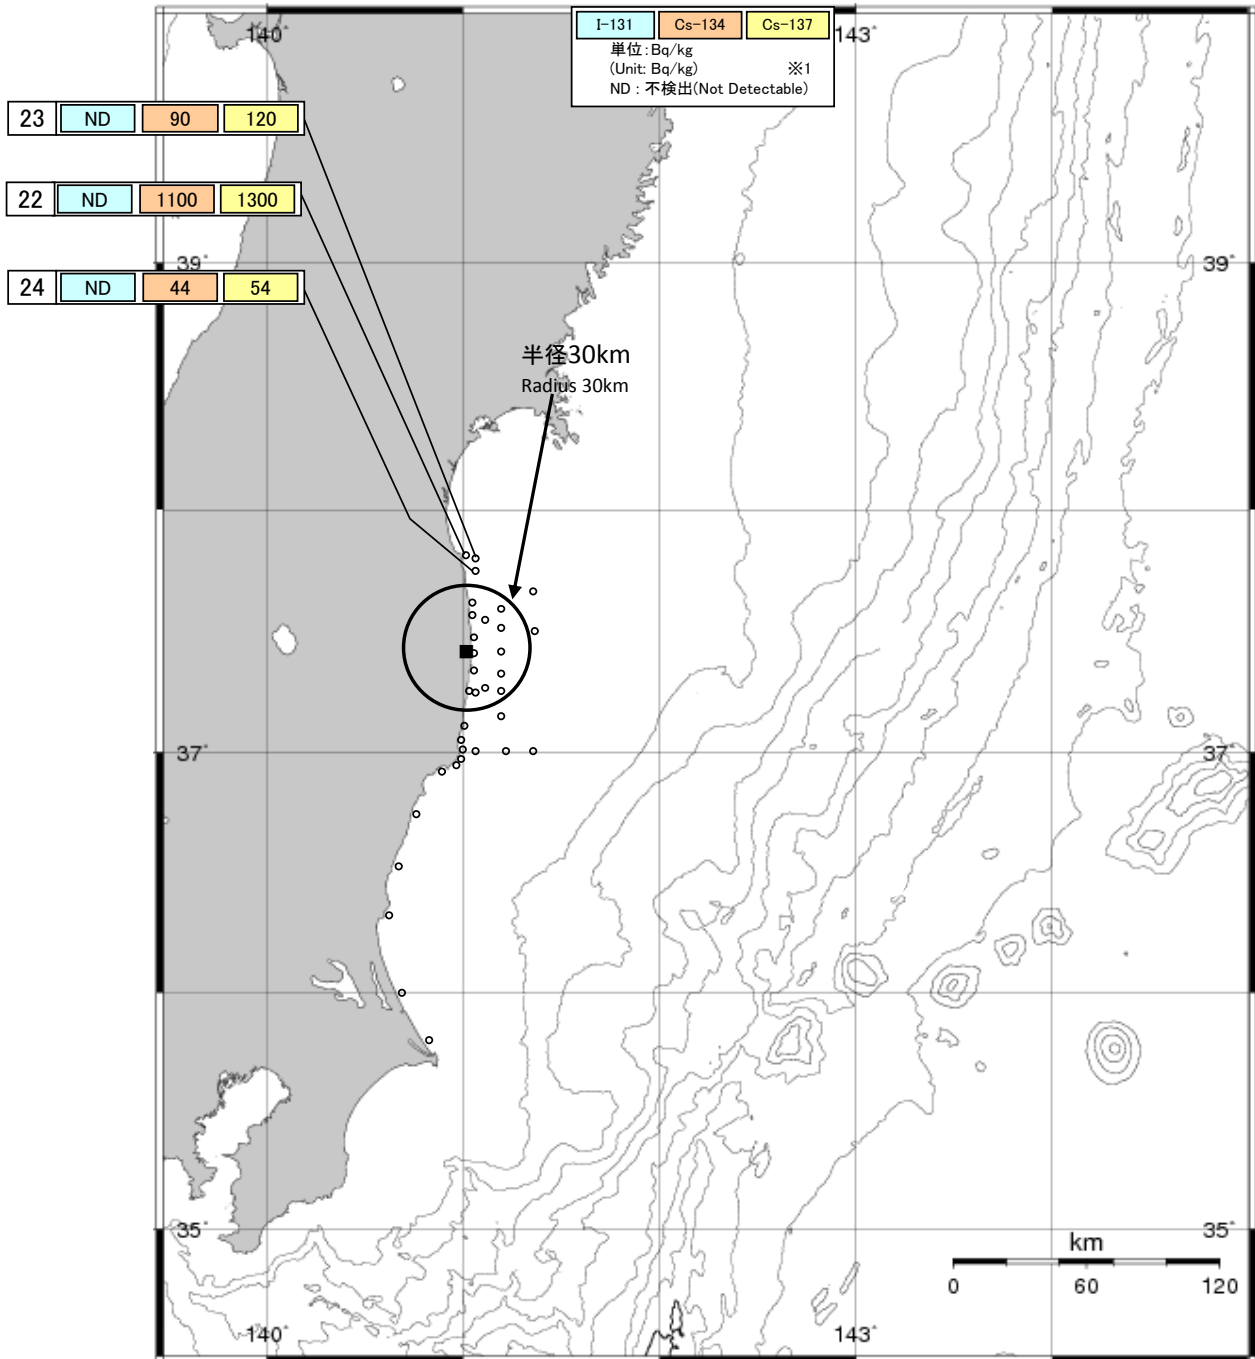 140°
143°
I-131 Cs-134 Cs-137
単位:Bq/kg
(Unit: Bq/kg) ※1
ND : 不検出(Not Detectable)
23 ND 90 120
22 ND 1100 1300
24 ND 44 54
39°
39°
半径30km
Radius 30km
37°
37°
35°
35°
km
0 60 120
140°
143°